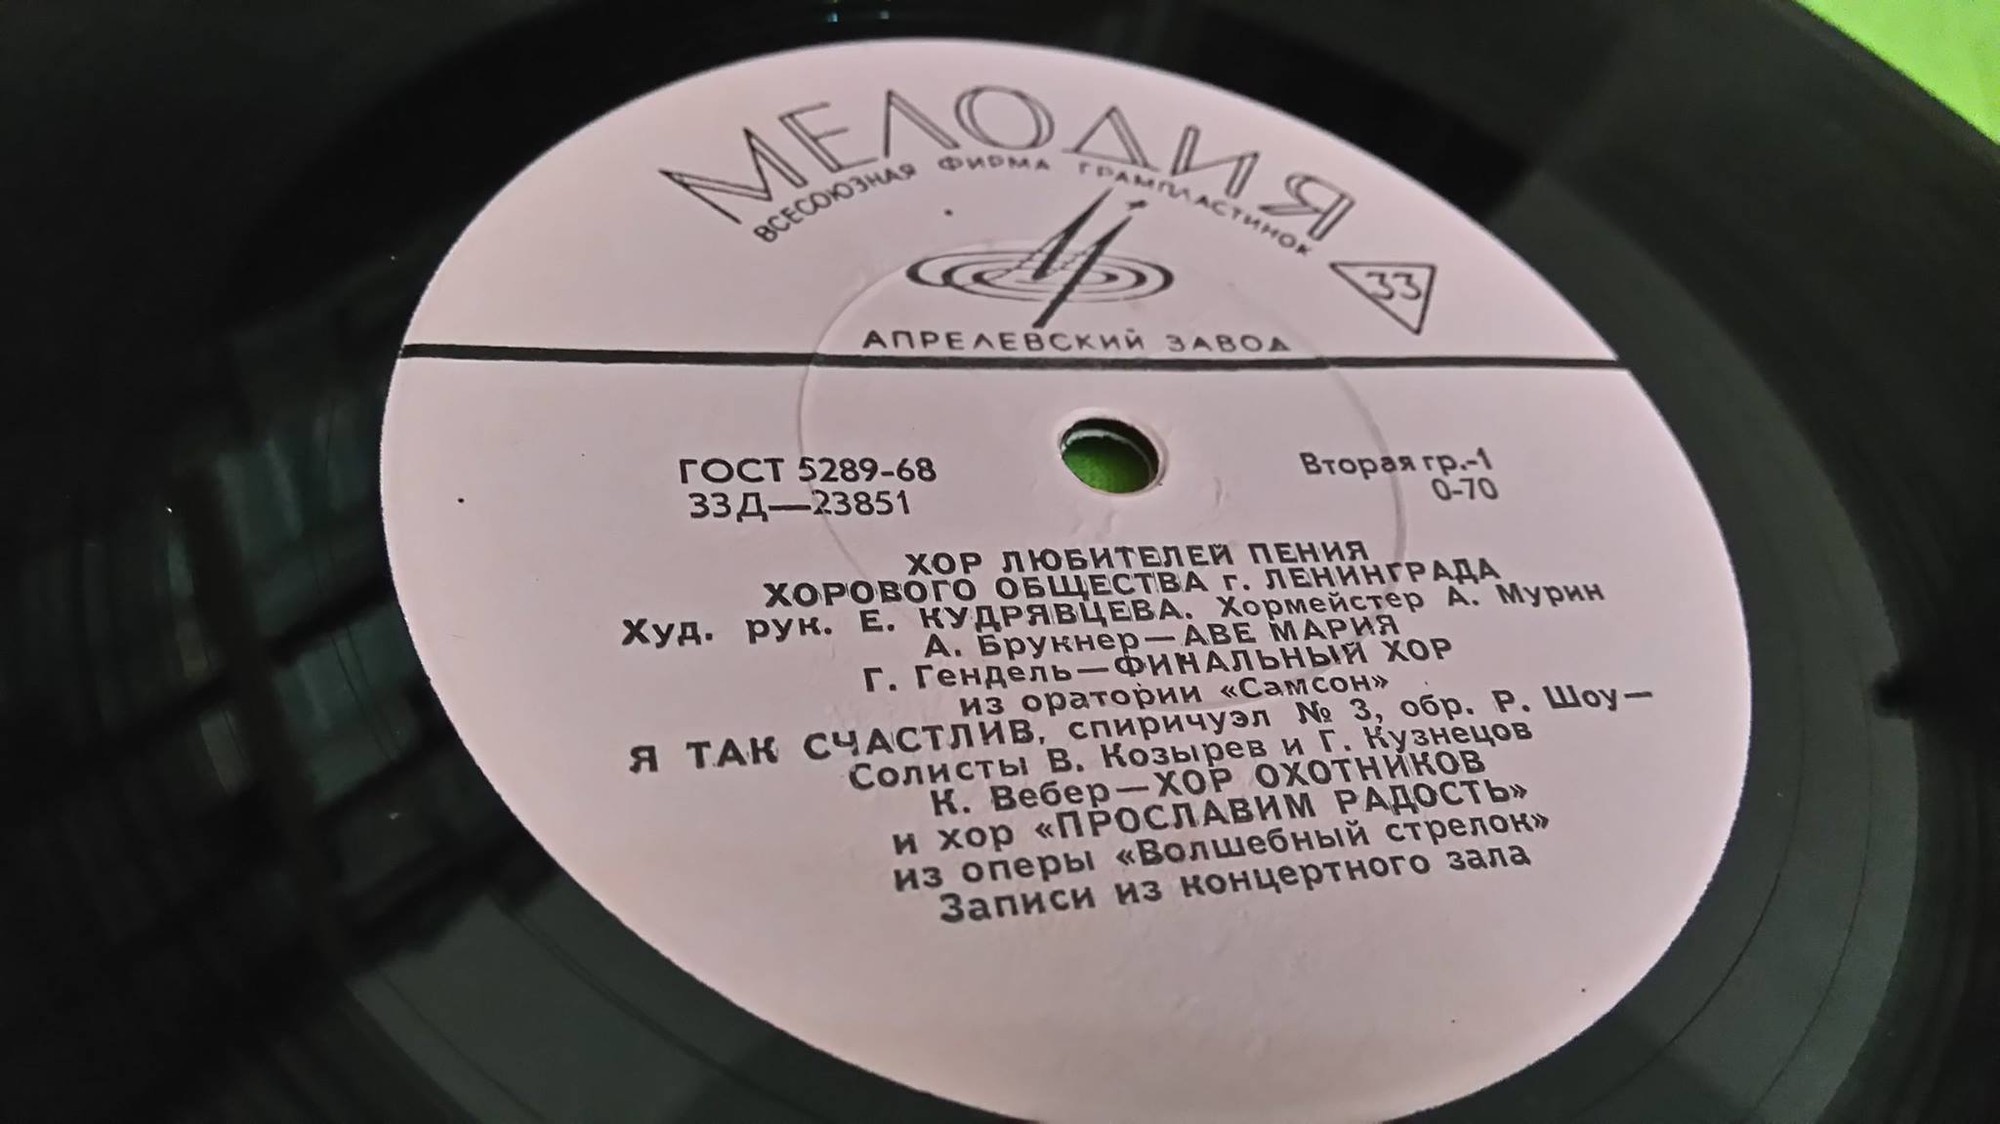 МЕЛОДИЯ
ВСЕСОЮЗНАЯ ФИРМА ГРАМПЛАСТИНОК
33
АПРЕЛЕВСКИЙ ЗАВОД
ГОСТ 5289-68
Вторая гр.-1
33Д—23851
0-70
ХОР ЛЮБИТЕЛЕЙ ПЕНИЯ
ХОРОВОГО ОБЩЕСТВА г. ЛЕНИНГРАДА
Худ. рук. Е. КУДРЯВЦЕВА. Хормейстер А. Мурин
А. Брукнер—АВЕ МАРИЯ
Г. Гендель—ФИНАЛЬНЫЙ ХОР
из оратории «Самсон»
Я ТАК СЧАСТЛИВ, спиричуэл № 3, обр. Р. Шоу—
Солисты В. Козырев и Г. Кузнецов
К. Вебер—ХОР ОХОТНИКОВ
и хор «ПРОСЛАВИМ РАДОСТЬ»
из оперы «Волшебный стрелок»
Записи из концертного зала